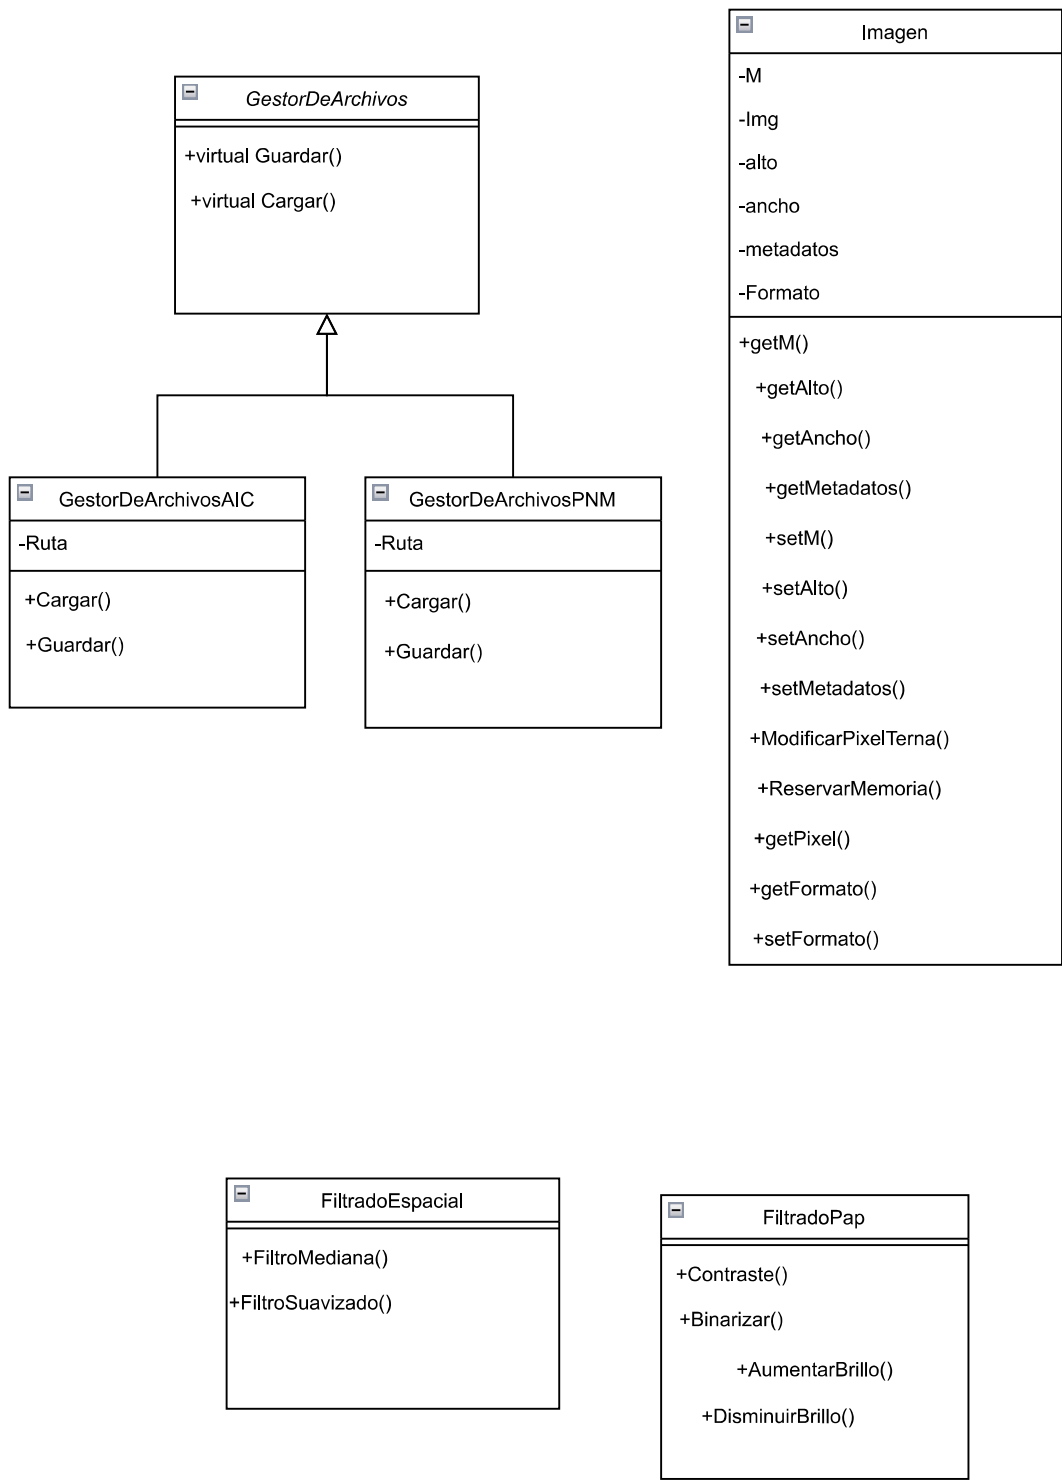 GestorDeArchivos
+virtual Guardar()
+virtual Cargar()
GestorDeArchivosAIC
-Ruta
+Cargar()
+Guardar()
GestorDeArchivosPNM
-Ruta
+Cargar()
+Guardar()
Imagen
-M
-Img
-alto
-ancho
-metadatos
-Formato
+getM()
+getAlto()
+getAncho()
+getMetadatos()
+setM()
+setAlto()
+setAncho()
+setMetadatos()
+ModificarPixelTerna()
+ReservarMemoria()
+getPixel()
+getFormato()
+setFormato()
FiltradoEspacial
+FiltroMediana()
+FiltroSuavizado()
FiltradoPap
+Contraste()
+Binarizar()
+AumentarBrillo()
+DisminuirBrillo()